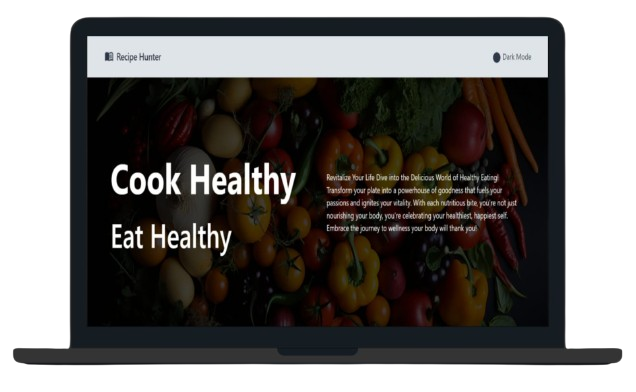 Recipe Hunter
Dark Mode
Cook Healthy
Eat Healthy
Revitalize Your Life Dive into the Delicious World of Healthy Eating!
Transform your plate into a powerhouse of goodness that fuels your
passions and ignites your vitality. With each nutritious bite, you're not just
nourishing your body, you're celebrating your healthiest, happiest self.
Embrace the journey to wellness your body will thank you!